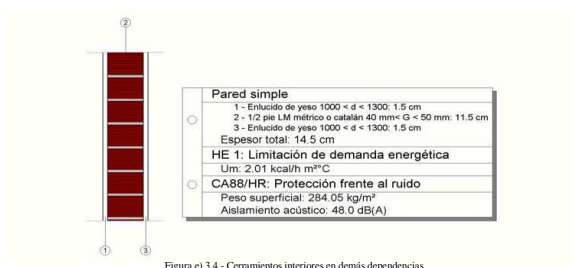 2
Pared simple
1 - Enlucido de yeso 1000 < d < 1300: 1.5 cm
2 - 1/2 pie LM métrico o catalán 40 mm< G < 50 mm: 11.5 cm
3 - Enlucido de yeso 1000 < d < 1300: 1.5 cm
Espesor total: 14.5 cm
HE 1: Limitación de demanda energética
Um: 2.01 kcal/h m²°C
CA88/HR: Protección frente al ruido
Peso superficial: 284.05 kg/m²
Aislamiento acústico: 48.0 dB(A)
1 3
Figura e) 3.4 - Cerramientos interiores en demás dependencias